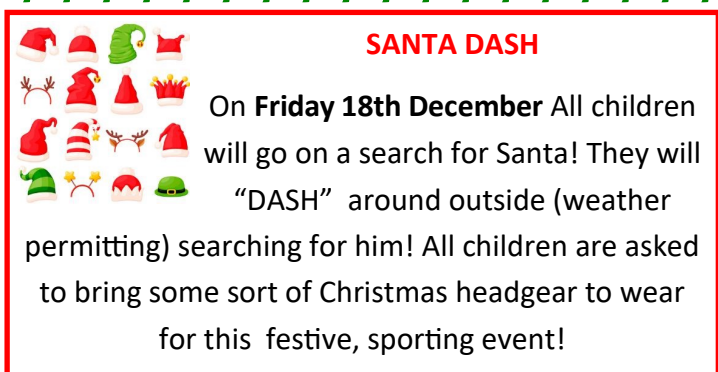 SANTA DASH
On Friday 18th December All children
will go on a search for Santa! They will
“DASH” around outside (weather
permitting) searching for him! All children are asked
to bring some sort of Christmas headgear to wear
for this festive, sporting event!